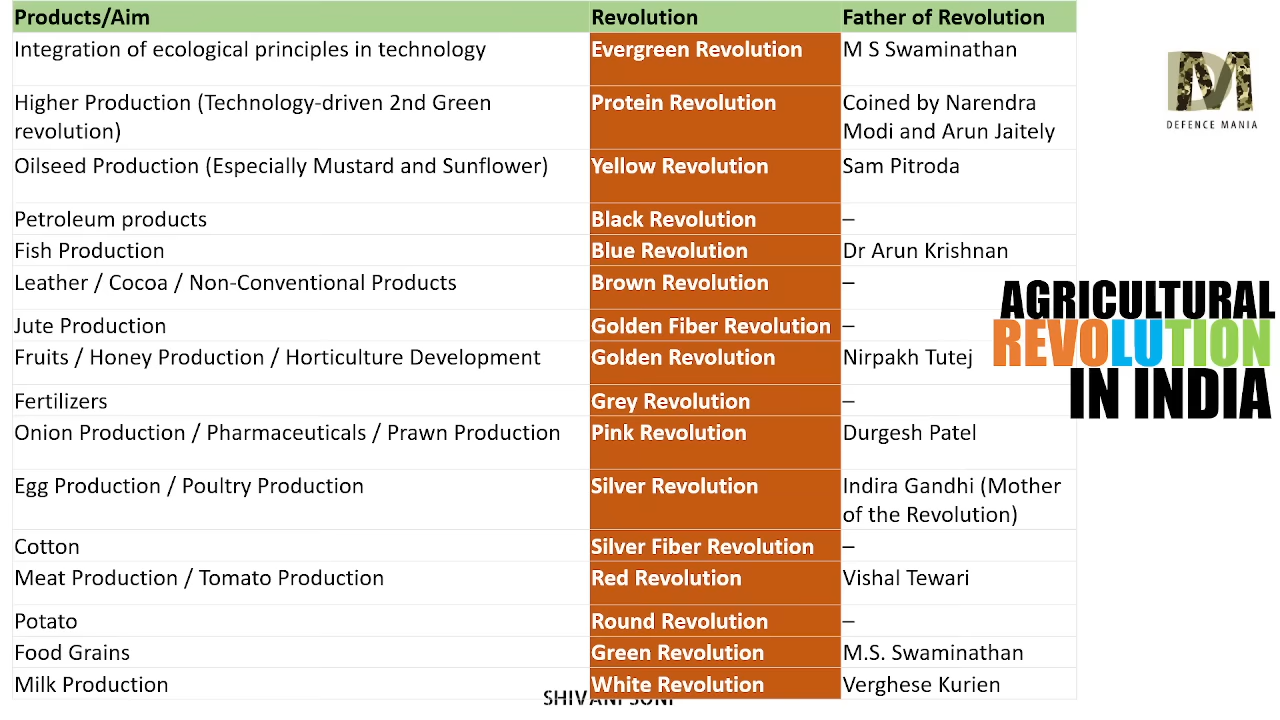 Products/Aim Revolution Father of Revolution
Integration of ecological principles in technology Evergreen Revolution M S Swaminathan
Higher Production (Technology-driven 2nd Green Protein Revolution Coined by Narendra
revolution) Modi and Arun Jaitely
Oilseed Production (Especially Mustard and Sunflower) Yellow Revolution Sam Pitroda
Petroleum products Black Revolution –
Fish Production Blue Revolution Dr Arun Krishnan
Leather / Cocoa / Non-Conventional Products Brown Revolution –
Jute Production Golden Fiber Revolution –
Fruits / Honey Production / Horticulture Development Golden Revolution Nirpakh Tutej
Fertilizers Grey Revolution –
Onion Production / Pharmaceuticals / Prawn Production Pink Revolution Durgesh Patel
Egg Production / Poultry Production Silver Revolution Indira Gandhi (Mother
of the Revolution)
Cotton Silver Fiber Revolution –
Meat Production / Tomato Production Red Revolution Vishal Tewari
Potato Round Revolution –
Food Grains Green Revolution M.S. Swaminathan
Milk Production White Revolution Verghese Kurien
DM
DEFENCE MANIA
AGRICULTURAL
REVOLUTION
IN INDIA